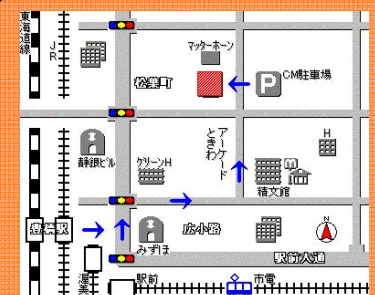 東海道線
JR
マッターホーン
松葉町
P
CM駐車場
アーケード
ときわ
H
静銀ビル
グリーンH
精文館
m
豊橋駅
広小路
N
みずほ
駅前大通
渥美
駅前
市電